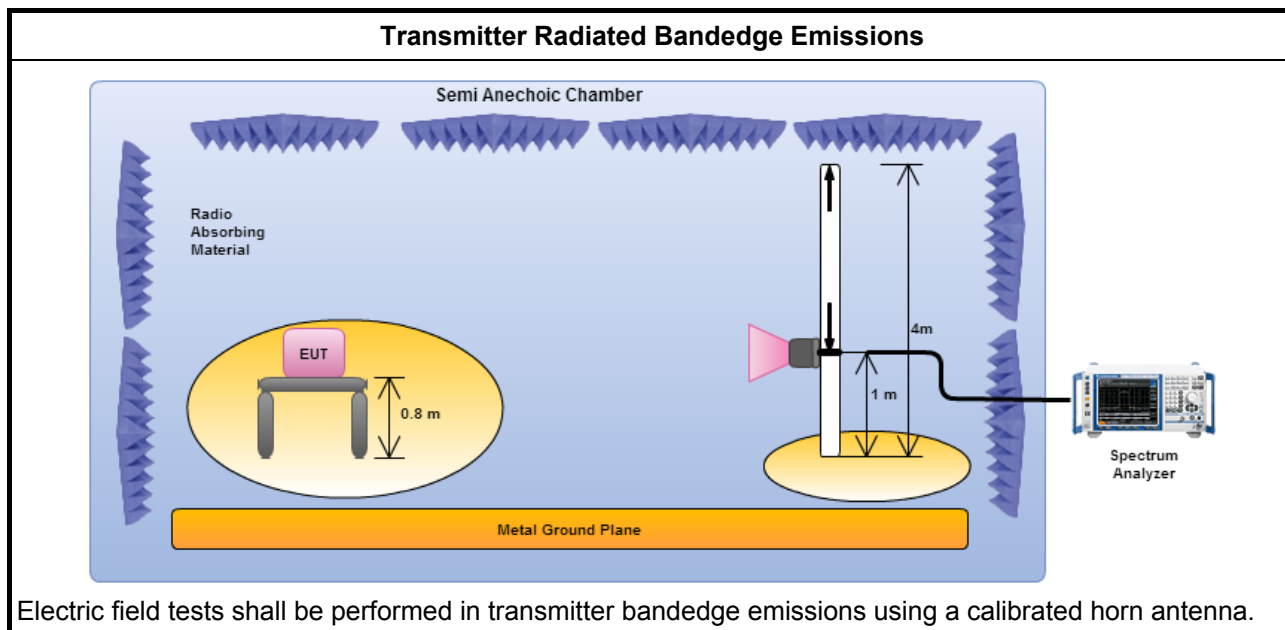 Transmitter Radiated Bandedge Emissions
Semi Anechoic Chamber
Radio
Absorbing
Material
EUT
0.8 m
4m
1 m
Spectrum
Analyzer
Metal Ground Plane
Electric field tests shall be performed in transmitter bandedge emissions using a calibrated horn antenna.